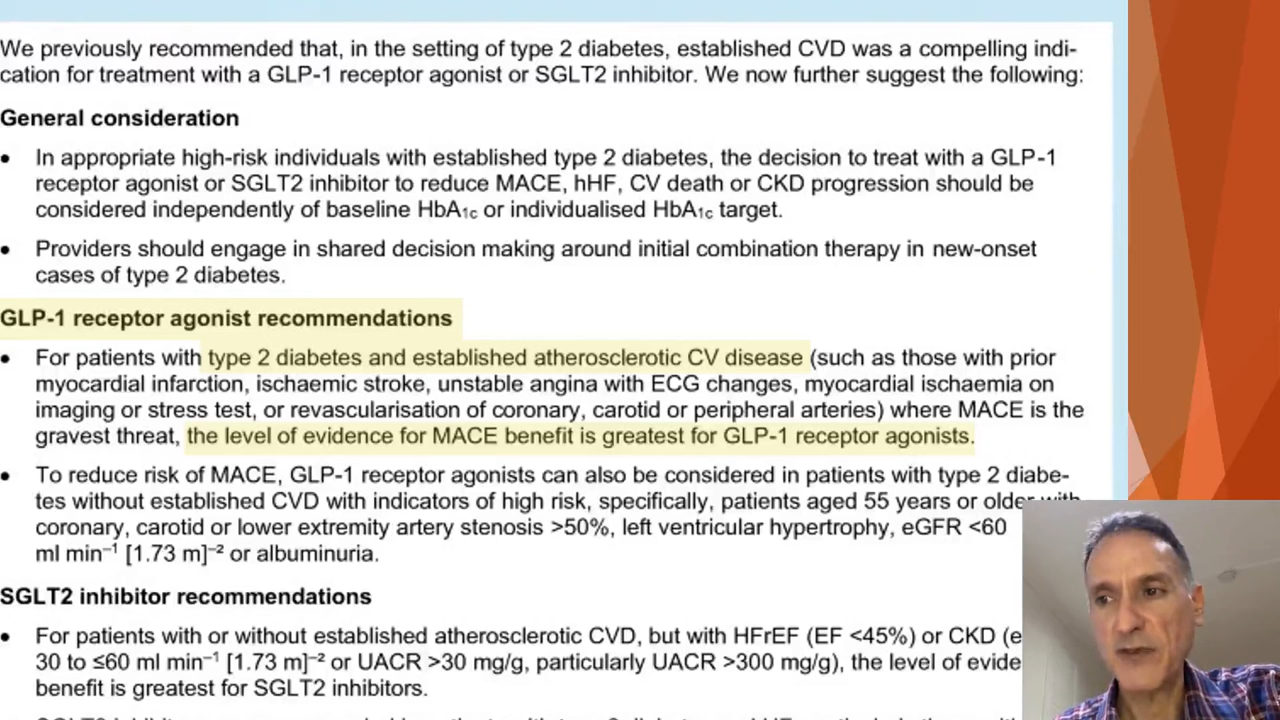 We previously recommended that, in the setting of type 2 diabetes, established CVD was a compelling indi-
cation for treatment with a GLP-1 receptor agonist or SGLT2 inhibitor. We now further suggest the following:
General consideration
• In appropriate high-risk individuals with established type 2 diabetes, the decision to treat with a GLP-1
receptor agonist or SGLT2 inhibitor to reduce MACE, hHF, CV death or CKD progression should be
considered independently of baseline HbA₁c or individualised HbA₁c target.
• Providers should engage in shared decision making around initial combination therapy in new-onset
cases of type 2 diabetes.
GLP-1 receptor agonist recommendations
• For patients with type 2 diabetes and established atherosclerotic CV disease (such as those with prior
myocardial infarction, ischaemic stroke, unstable angina with ECG changes, myocardial ischaemia on
imaging or stress test, or revascularisation of coronary, carotid or peripheral arteries) where MACE is the
gravest threat, the level of evidence for MACE benefit is greatest for GLP-1 receptor agonists.
• To reduce risk of MACE, GLP-1 receptor agonists can also be considered in patients with type 2 diabe-
tes without established CVD with indicators of high risk, specifically, patients aged 55 years or older with
coronary, carotid or lower extremity artery stenosis >50%, left ventricular hypertrophy, eGFR <60
ml min⁻¹ [1.73 m]⁻² or albuminuria.
SGLT2 inhibitor recommendations
• For patients with or without established atherosclerotic CVD, but with HFrEF (EF <45%) or CKD (e
30 to ≤60 ml min⁻¹ [1.73 m]⁻² or UACR >30 mg/g, particularly UACR >300 mg/g), the level of evide
benefit is greatest for SGLT2 inhibitors.